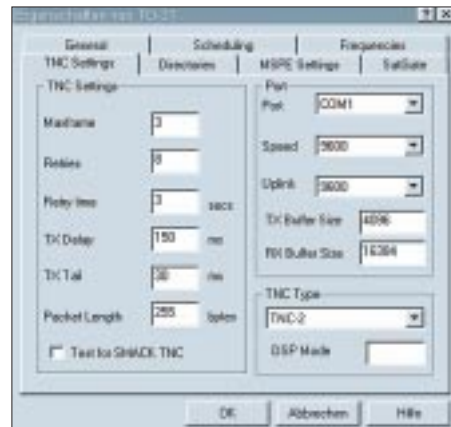 Eigenschaften von TO-31
General Scheduling Frequencies
TNC Settings Directories MSPE Settings SatGate
TNC Settings
Maxframe 3
Retries 8
Retry time 3 secs
TX Delay 150 ms
TX Tail 30 ms
Packet Length 255 bytes
Test for SMACK TNC
Port
Port COM1
Speed 9600
Uplink 9600
TX Buffer Size 4096
RX Buffer Size 16384
TNC Type
TNC-2
DSP Mode
OK Abbrechen Hilfe